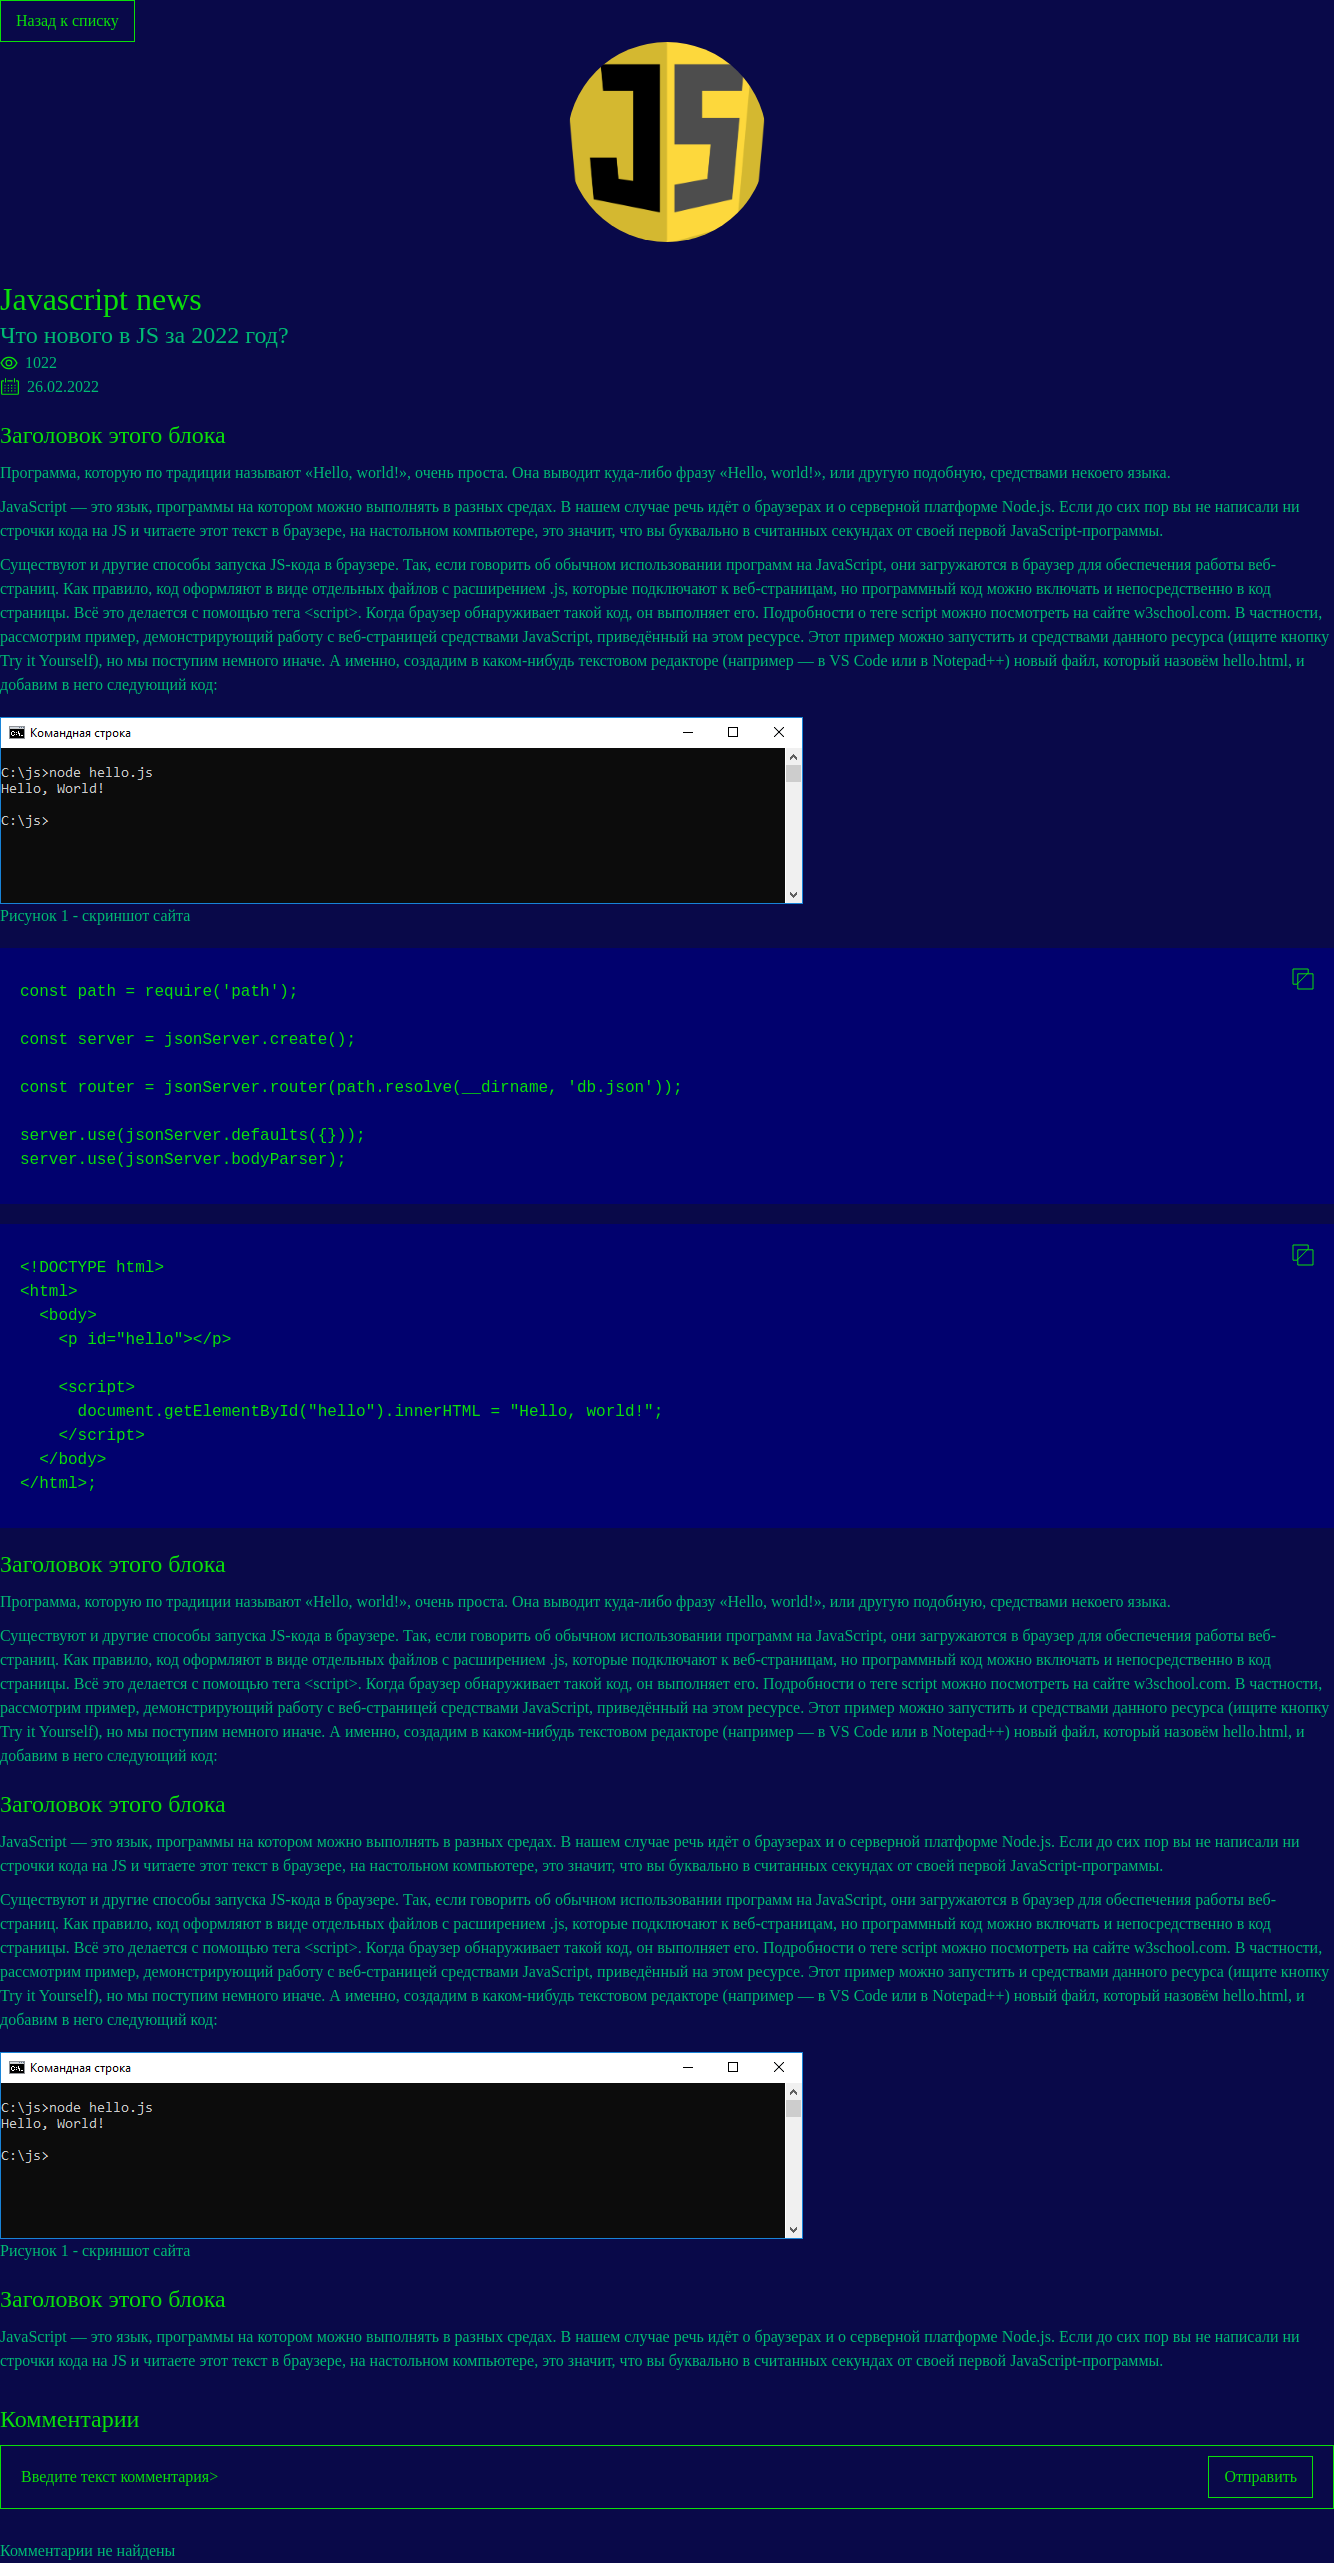 Назад к списку
JS
Javascript news
Что нового в JS за 2022 год?
1022
26.02.2022
Заголовок этого блока
Программа, которую по традиции называют «Hello, world!», очень проста. Она выводит куда-либо фразу «Hello, world!», или другую подобную, средствами некоего языка.
JavaScript — это язык, программы на котором можно выполнять в разных средах. В нашем случае речь идёт о браузерах и о серверной платформе Node.js. Если до сих пор вы не написали ни
строчки кода на JS и читаете этот текст в браузере, на настольном компьютере, это значит, что вы буквально в считанных секундах от своей первой JavaScript-программы.
Существуют и другие способы запуска JS-кода в браузере. Так, если говорить об обычном использовании программ на JavaScript, они загружаются в браузер для обеспечения работы веб-
страниц. Как правило, код оформляют в виде отдельных файлов с расширением .js, которые подключают к веб-страницам, но программный код можно включать и непосредственно в код
страницы. Всё это делается с помощью тега <script>. Когда браузер обнаруживает такой код, он выполняет его. Подробности о теге script можно посмотреть на сайте w3school.com. В частности,
рассмотрим пример, демонстрирующий работу с веб-страницей средствами JavaScript, приведённый на этом ресурсе. Этот пример можно запустить и средствами данного ресурса (ищите кнопку
Try it Yourself), но мы поступим немного иначе. А именно, создадим в каком-нибудь текстовом редакторе (например — в VS Code или в Notepad++) новый файл, который назовём hello.html, и
добавим в него следующий код:
Командная строка
C:\js>node hello.js
Hello, World!
C:\js>
Рисунок 1 - скриншот сайта
const path = require('path');
const server = jsonServer.create();
const router = jsonServer.router(path.resolve(__dirname, 'db.json'));
server.use(jsonServer.defaults({}));
server.use(jsonServer.bodyParser);
<!DOCTYPE html>
<html>
  <body>
    <p id="hello"></p>
    <script>
      document.getElementById("hello").innerHTML = "Hello, world!";
    </script>
  </body>
</html>;
Заголовок этого блока
Программа, которую по традиции называют «Hello, world!», очень проста. Она выводит куда-либо фразу «Hello, world!», или другую подобную, средствами некоего языка.
Существуют и другие способы запуска JS-кода в браузере. Так, если говорить об обычном использовании программ на JavaScript, они загружаются в браузер для обеспечения работы веб-
страниц. Как правило, код оформляют в виде отдельных файлов с расширением .js, которые подключают к веб-страницам, но программный код можно включать и непосредственно в код
страницы. Всё это делается с помощью тега <script>. Когда браузер обнаруживает такой код, он выполняет его. Подробности о теге script можно посмотреть на сайте w3school.com. В частности,
рассмотрим пример, демонстрирующий работу с веб-страницей средствами JavaScript, приведённый на этом ресурсе. Этот пример можно запустить и средствами данного ресурса (ищите кнопку
Try it Yourself), но мы поступим немного иначе. А именно, создадим в каком-нибудь текстовом редакторе (например — в VS Code или в Notepad++) новый файл, который назовём hello.html, и
добавим в него следующий код:
Заголовок этого блока
JavaScript — это язык, программы на котором можно выполнять в разных средах. В нашем случае речь идёт о браузерах и о серверной платформе Node.js. Если до сих пор вы не написали ни
строчки кода на JS и читаете этот текст в браузере, на настольном компьютере, это значит, что вы буквально в считанных секундах от своей первой JavaScript-программы.
Существуют и другие способы запуска JS-кода в браузере. Так, если говорить об обычном использовании программ на JavaScript, они загружаются в браузер для обеспечения работы веб-
страниц. Как правило, код оформляют в виде отдельных файлов с расширением .js, которые подключают к веб-страницам, но программный код можно включать и непосредственно в код
страницы. Всё это делается с помощью тега <script>. Когда браузер обнаруживает такой код, он выполняет его. Подробности о теге script можно посмотреть на сайте w3school.com. В частности,
рассмотрим пример, демонстрирующий работу с веб-страницей средствами JavaScript, приведённый на этом ресурсе. Этот пример можно запустить и средствами данного ресурса (ищите кнопку
Try it Yourself), но мы поступим немного иначе. А именно, создадим в каком-нибудь текстовом редакторе (например — в VS Code или в Notepad++) новый файл, который назовём hello.html, и
добавим в него следующий код:
Командная строка
C:\js>node hello.js
Hello, World!
C:\js>
Рисунок 1 - скриншот сайта
Заголовок этого блока
JavaScript — это язык, программы на котором можно выполнять в разных средах. В нашем случае речь идёт о браузерах и о серверной платформе Node.js. Если до сих пор вы не написали ни
строчки кода на JS и читаете этот текст в браузере, на настольном компьютере, это значит, что вы буквально в считанных секундах от своей первой JavaScript-программы.
Комментарии
Введите текст комментария>
Отправить
Комментарии не найдены